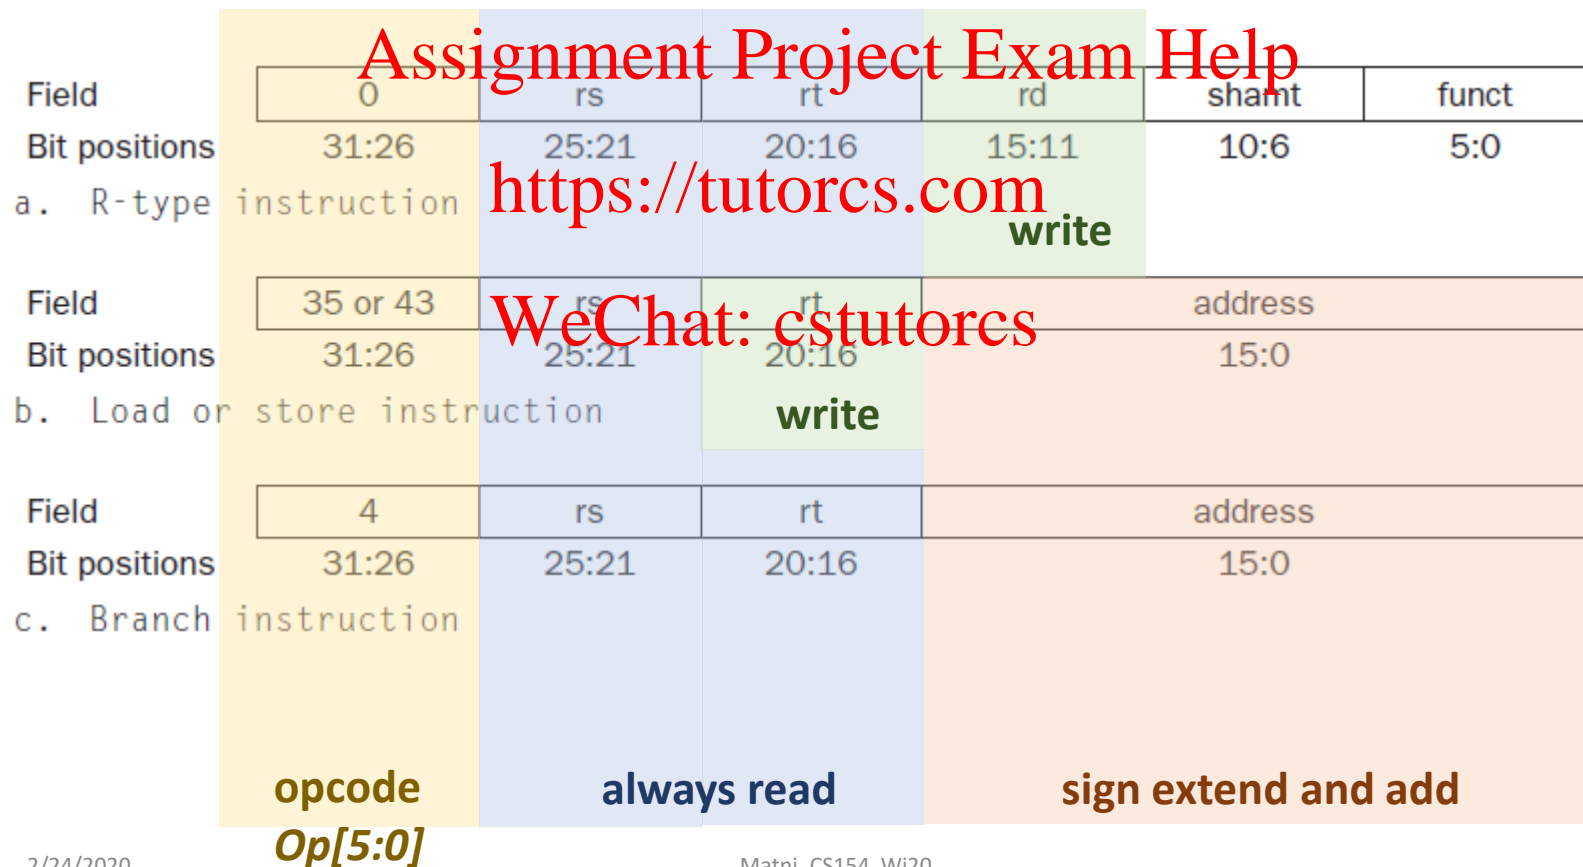 Assignment Project Exam Help
Field 0 rs rt rd shamt funct
Bit positions 31:26 25:21 20:16 15:11 10:6 5:0
https://tutorcs.com
a. R-type instruction
write
Field 35 or 43 rs rt address
WeChat: cstutorcs
Bit positions 31:26 25:21 20:16 15:0
b. Load or store instruction
write
Field 4 rs rt address
Bit positions 31:26 25:21 20:16 15:0
c. Branch instruction
opcode always read sign extend and add
Op[5:0]
2/24/2020 Matni, CS154, Wi20